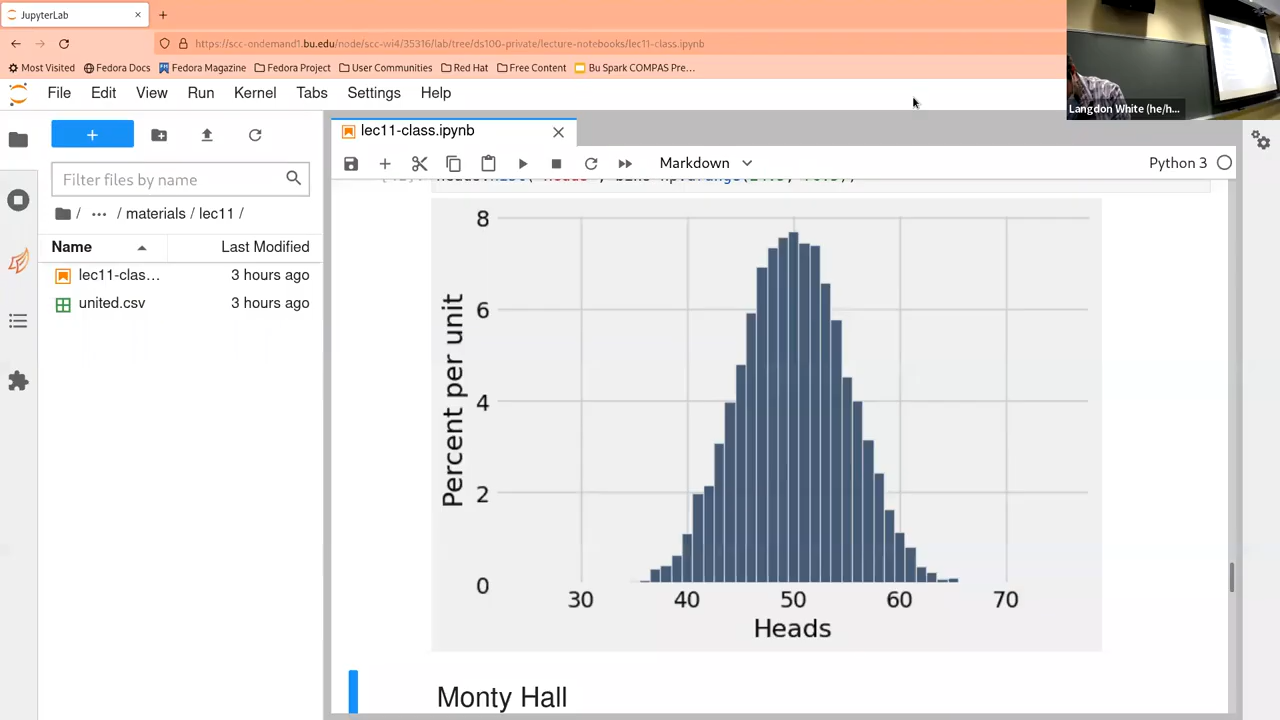 JupyterLab
https://scc-ondemand1.bu.edu/node/scc-wi4/35316/lab/tree/ds100-private/lecture-notebooks/lec11-class.ipynb
Most Visited Fedora Docs Fedora Magazine Fedora Project User Communities Red Hat Free Content Bu Spark COMPAS Pre...
Langdon White (he/h...
File Edit View Run Kernel Tabs Settings Help
lec11-class.ipynb
Markdown
Python 3
Filter files by name
/ ... / materials / lec11 /
Name Last Modified
lec11-clas... 3 hours ago
united.csv 3 hours ago
8
6
4
2
0
Percent per unit
30 40 50 60 70
Heads
Monty Hall